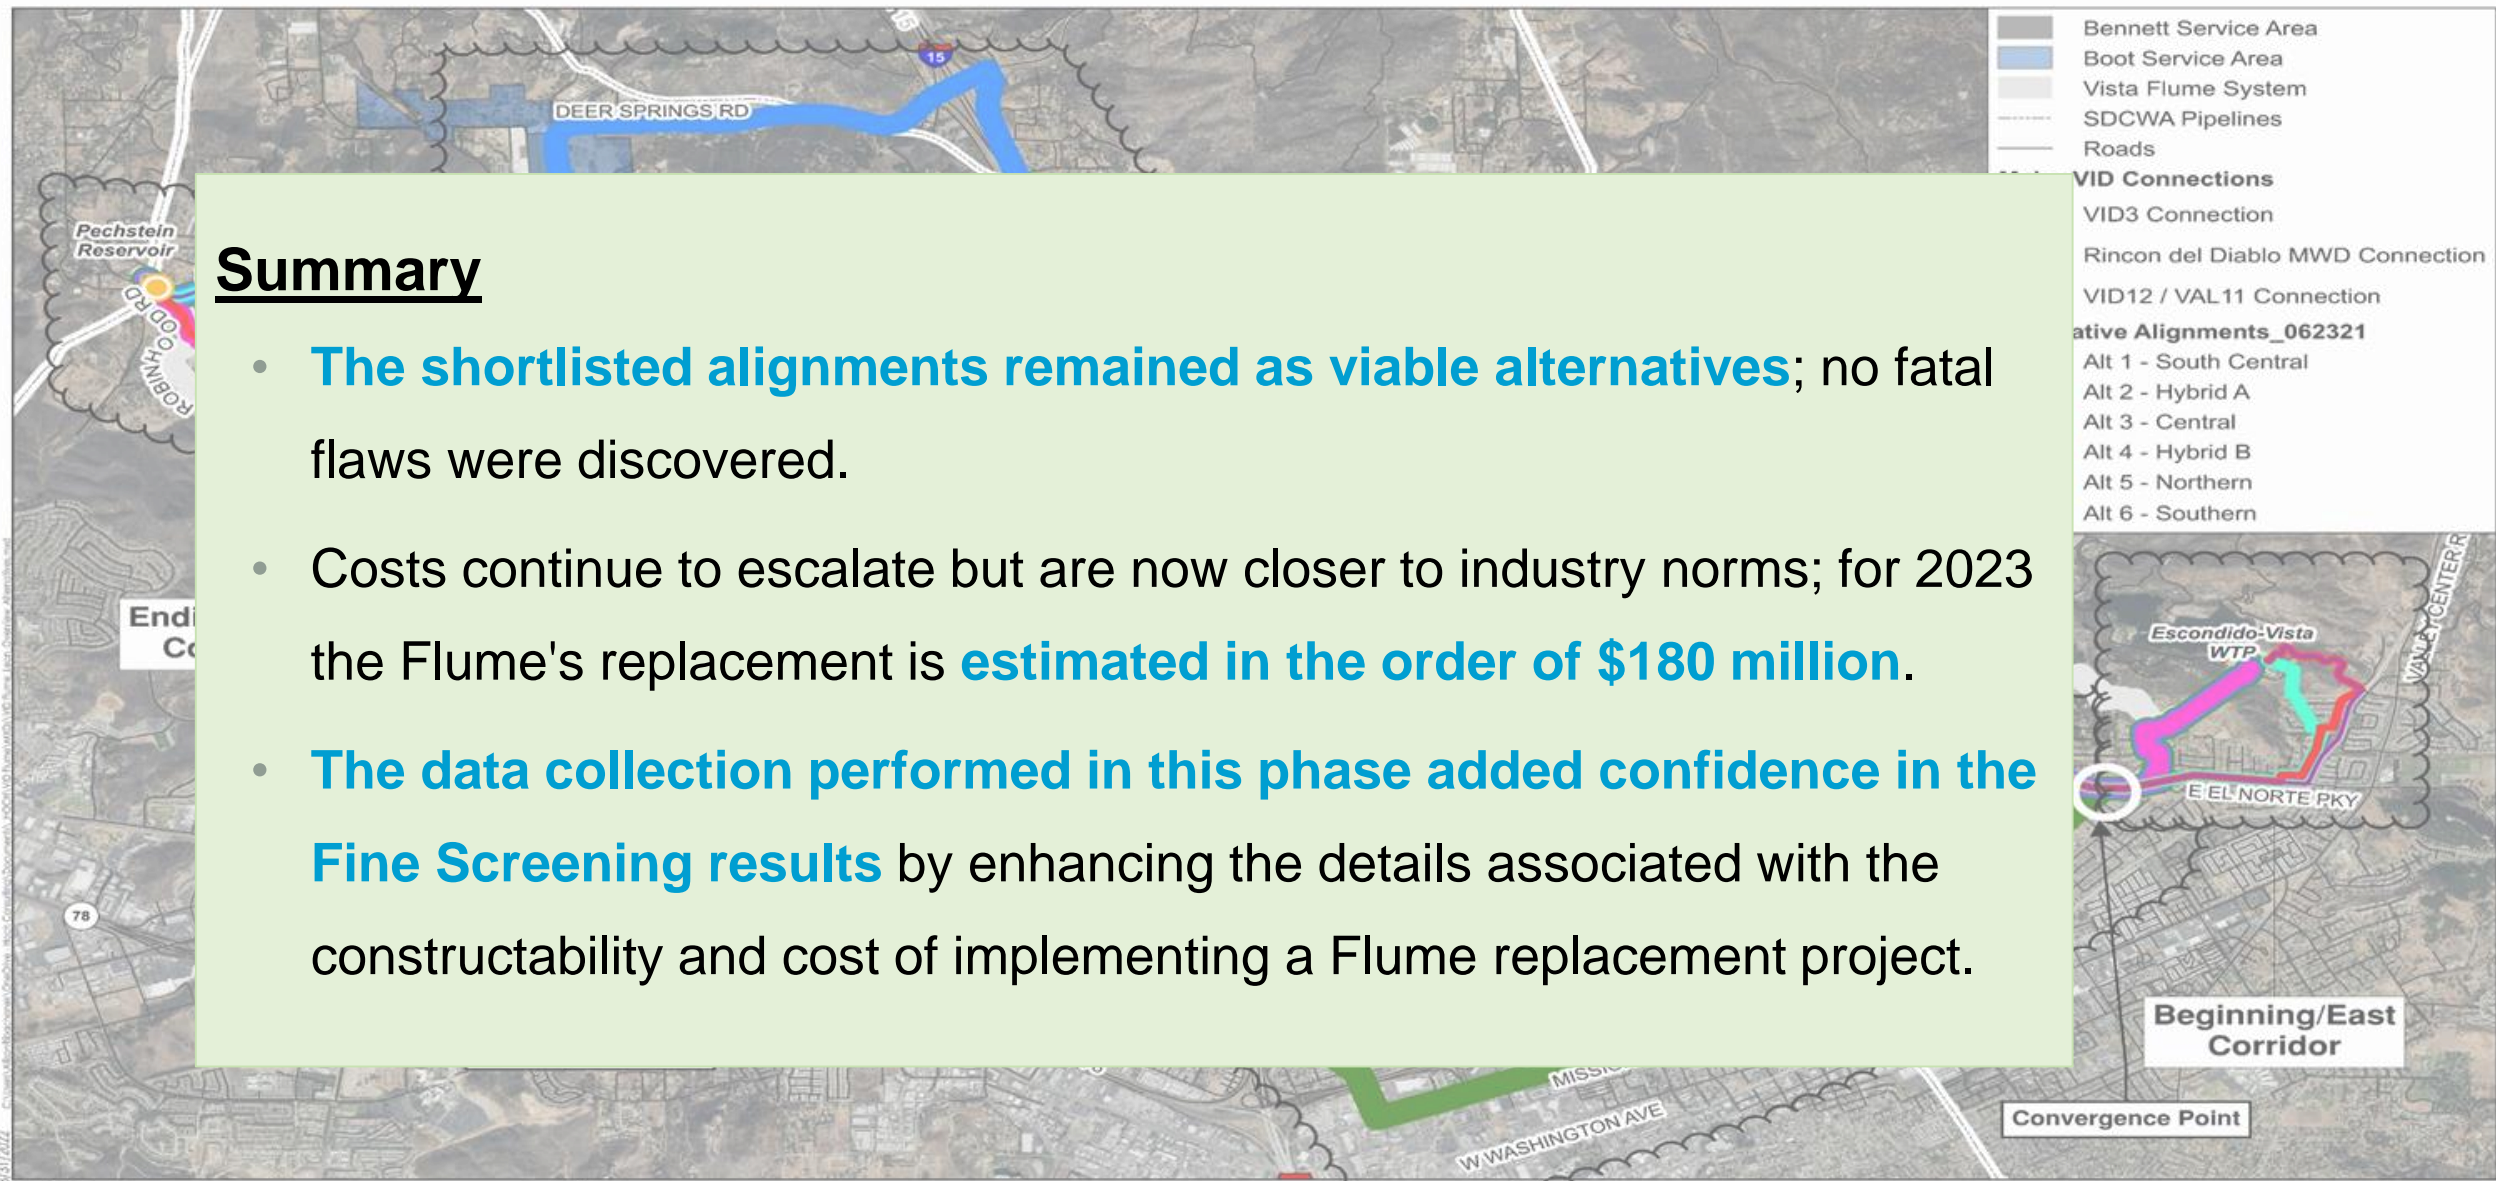 Bennett Service Area
Boot Service Area
Vista Flume System
SDCWA Pipelines
Roads
VID Connections
VID3 Connection
Rincon del Diablo MWD Connection
VID12 / VAL11 Connection
ative Alignments_062321
Alt 1 - South Central
Alt 2 - Hybrid A
Alt 3 - Central
Alt 4 - Hybrid B
Alt 5 - Northern
Alt 6 - Southern
15
15
DEER SPRINGS RD
Pechstein
Reservoir
ROBINHOOD RD
Summary
• The shortlisted alignments remained as viable alternatives; no fatal
flaws were discovered.
• Costs continue to escalate but are now closer to industry norms; for 2023
the Flume's replacement is estimated in the order of $180 million.
• The data collection performed in this phase added confidence in the
Fine Screening results by enhancing the details associated with the
constructability and cost of implementing a Flume replacement project.
Endi
Co
78
VALLEY CENTER R
Escondido-Vista
WTP
E EL NORTE PKY
Beginning/East
Corridor
Convergence Point
MISSI
W WASHINGTON AVE